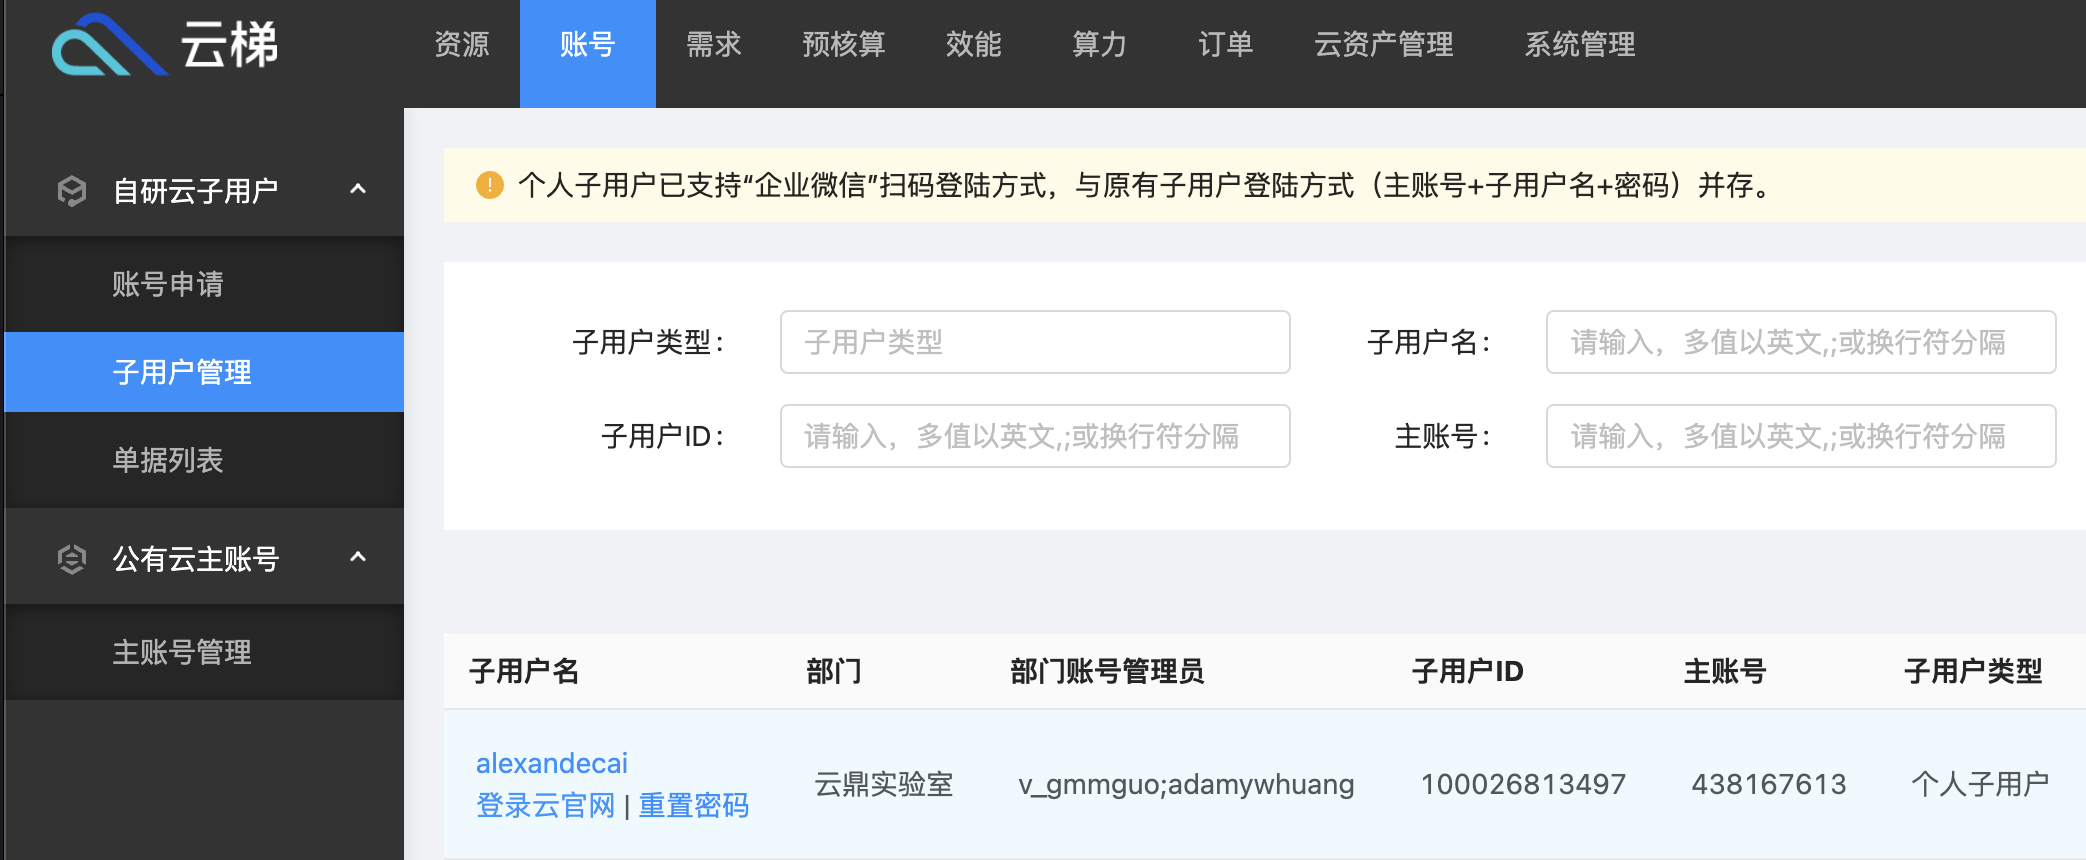 云梯
资源 账号 需求 预核算 效能 算力 订单 云资产管理 系统管理
自研云子用户
账号申请
子用户管理
单据列表
公有云主账号
主账号管理
个人子用户已支持“企业微信”扫码登陆方式，与原有子用户登陆方式（主账号+子用户名+密码）并存。
子用户类型： 子用户类型 子用户名： 请输入，多值以英文,;或换行符分隔
子用户ID： 请输入，多值以英文,;或换行符分隔 主账号： 请输入，多值以英文,;或换行符分隔
子用户名 部门 部门账号管理员 子用户ID 主账号 子用户类型
alexandecai
登录云官网 | 重置密码 云鼎实验室 v_gmmguo;adamywhuang 100026813497 438167613 个人子用户